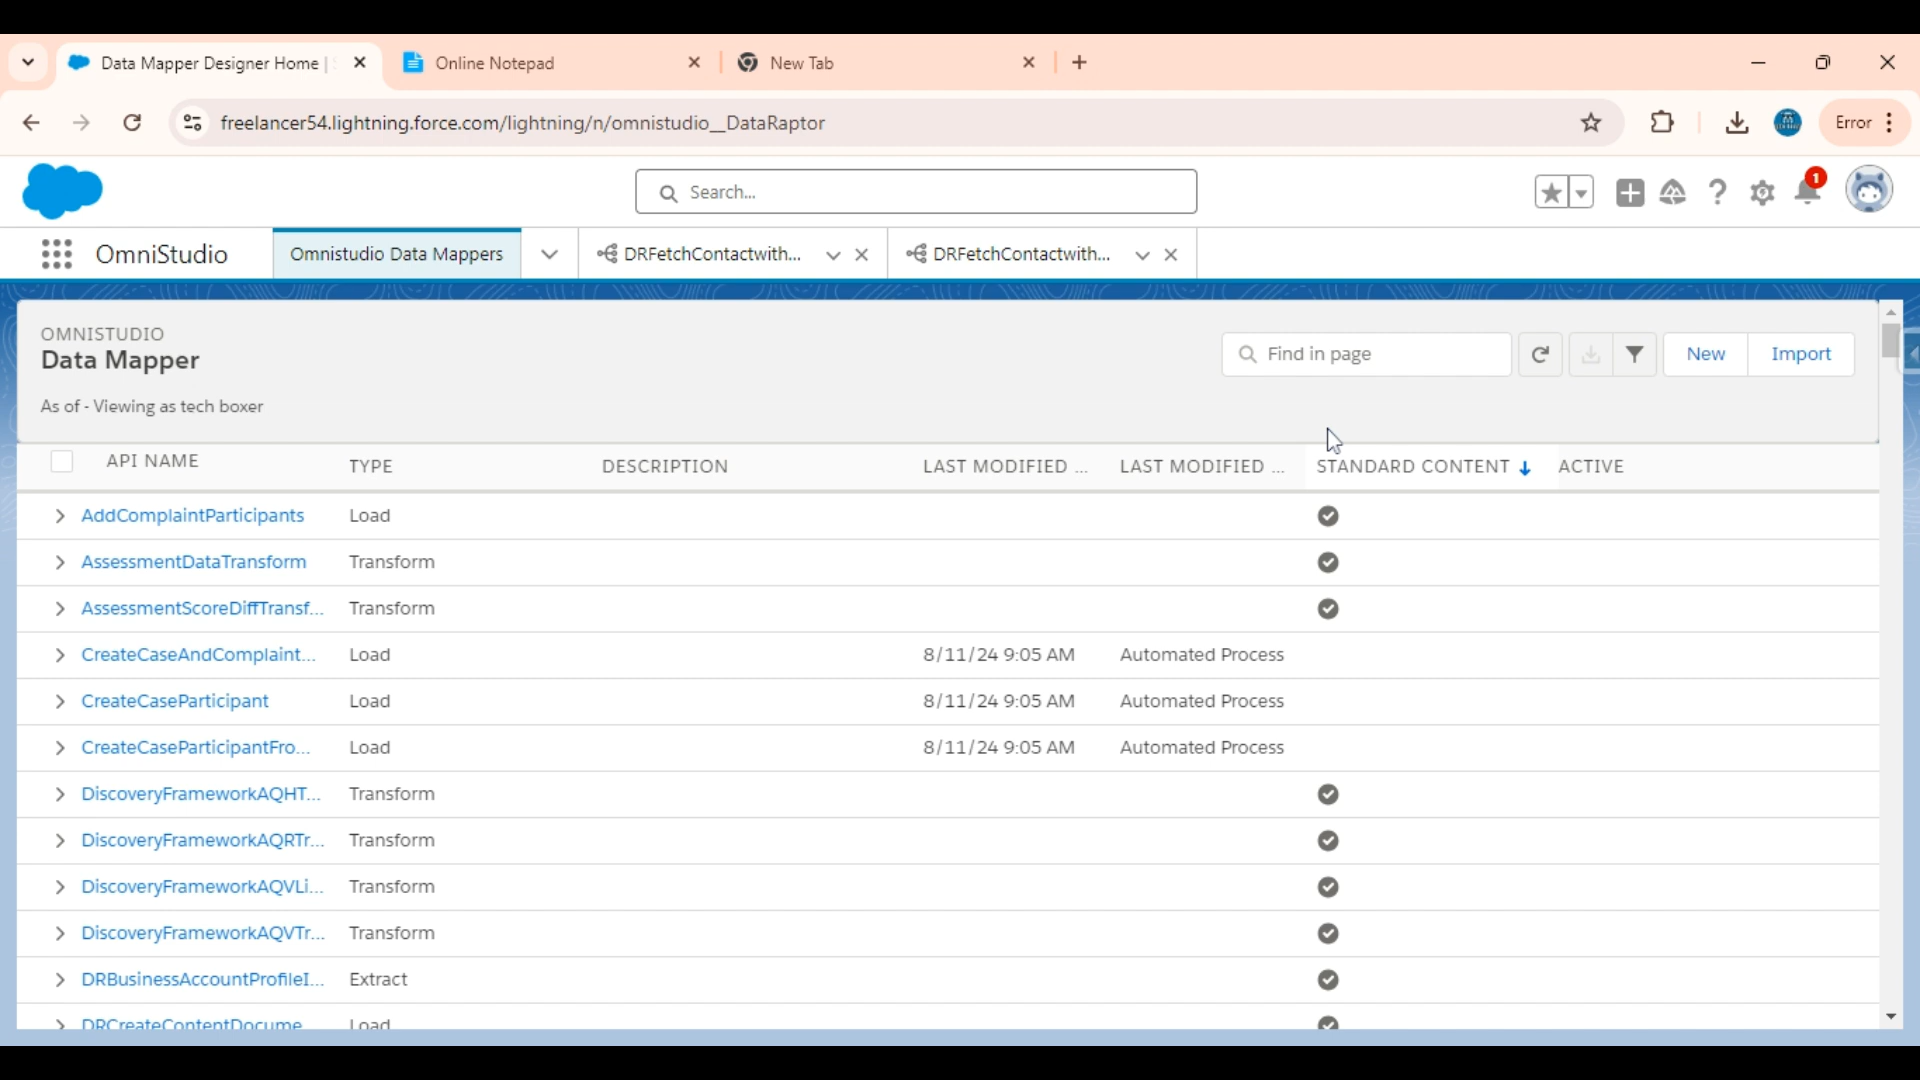 Data Mapper Designer Home |
Online Notepad
New Tab
freelancer54.lightning.force.com/lightning/n/omnistudio__DataRaptor
Error
Search...
1
OmniStudio
Omnistudio Data Mappers
DRFetchContactwith...
DRFetchContactwith...
OMNISTUDIO
Data Mapper
As of - Viewing as tech boxer
Find in page
New
Import
API NAME TYPE DESCRIPTION LAST MODIFIED ... LAST MODIFIED ... STANDARD CONTENT ACTIVE
AddComplaintParticipants Load
AssessmentDataTransform Transform
AssessmentScoreDiffTransf... Transform
CreateCaseAndComplaint... Load 8/11/24 9:05 AM Automated Process
CreateCaseParticipant Load 8/11/24 9:05 AM Automated Process
CreateCaseParticipantFro... Load 8/11/24 9:05 AM Automated Process
DiscoveryFrameworkAQHT... Transform
DiscoveryFrameworkAQRTr... Transform
DiscoveryFrameworkAQVLi... Transform
DiscoveryFrameworkAQVTr... Transform
DRBusinessAccountProfileI... Extract
DRCreateContentDocume Load